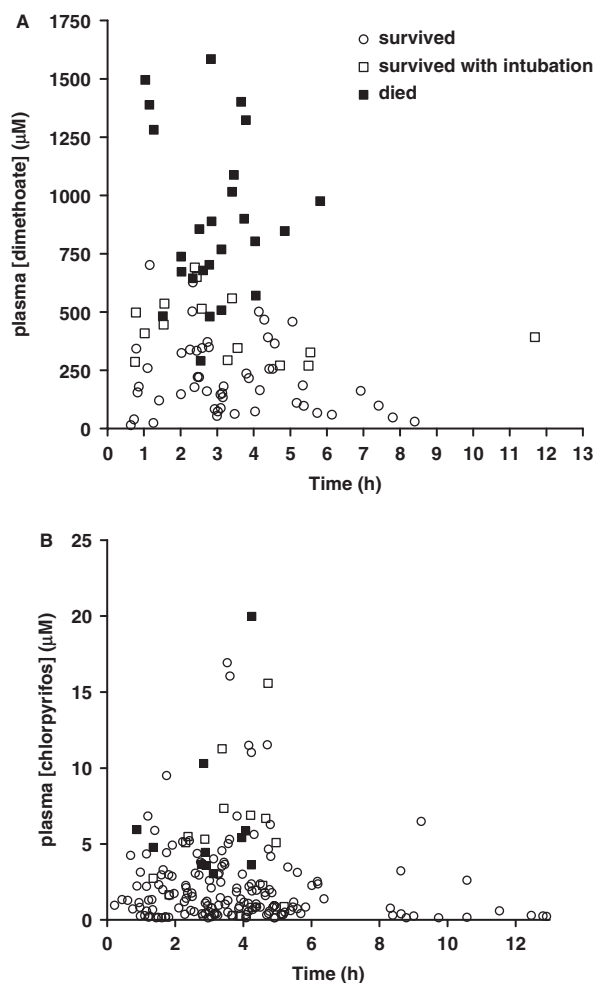 A
1750
1500
1250
1000
750
500
250
0
plasma [dimethoate] (µM)
survived
survived with intubation
died
0 1 2 3 4 5 6 7 8 9 10 11 12 13
Time (h)
B
25
20
15
10
5
0
plasma [chlorpyrifos] (µM)
0 2 4 6 8 10 12
Time (h)